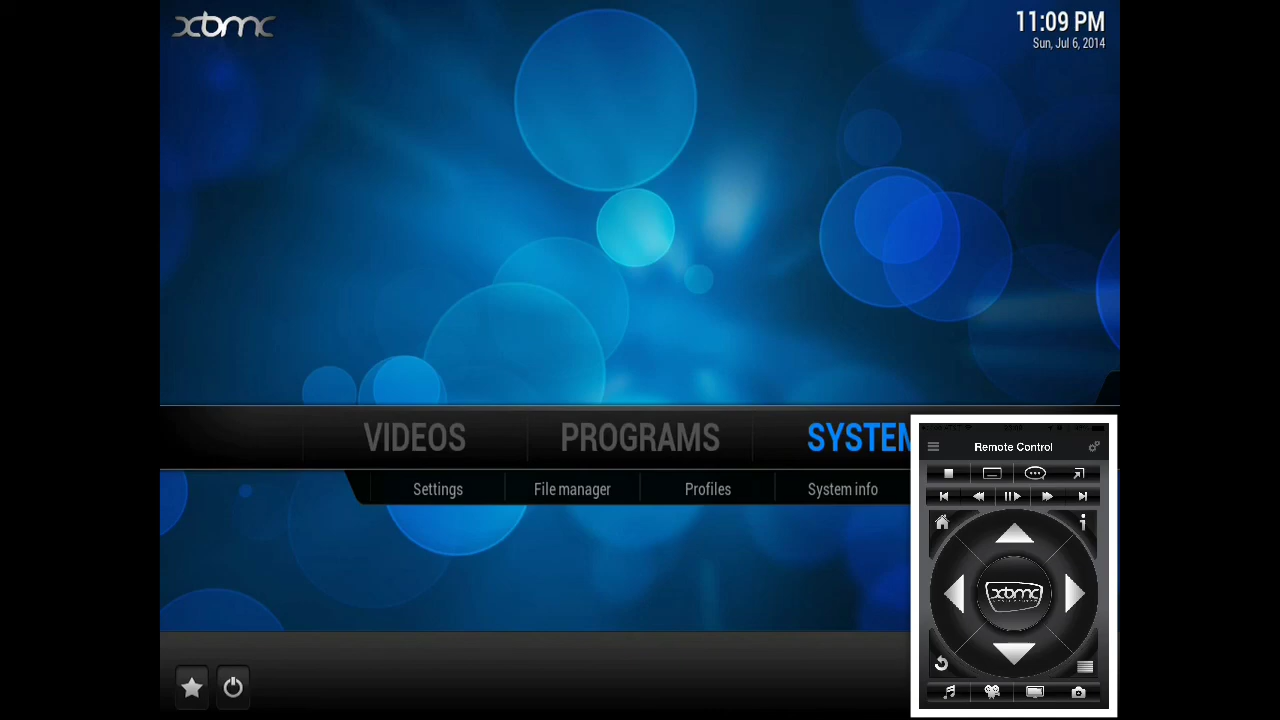 xbmc
11:09 PM
Sun, Jul 6, 2014
VIDEOS PROGRAMS SYSTEM
Settings File manager Profiles System info
Remote Control
xbmc